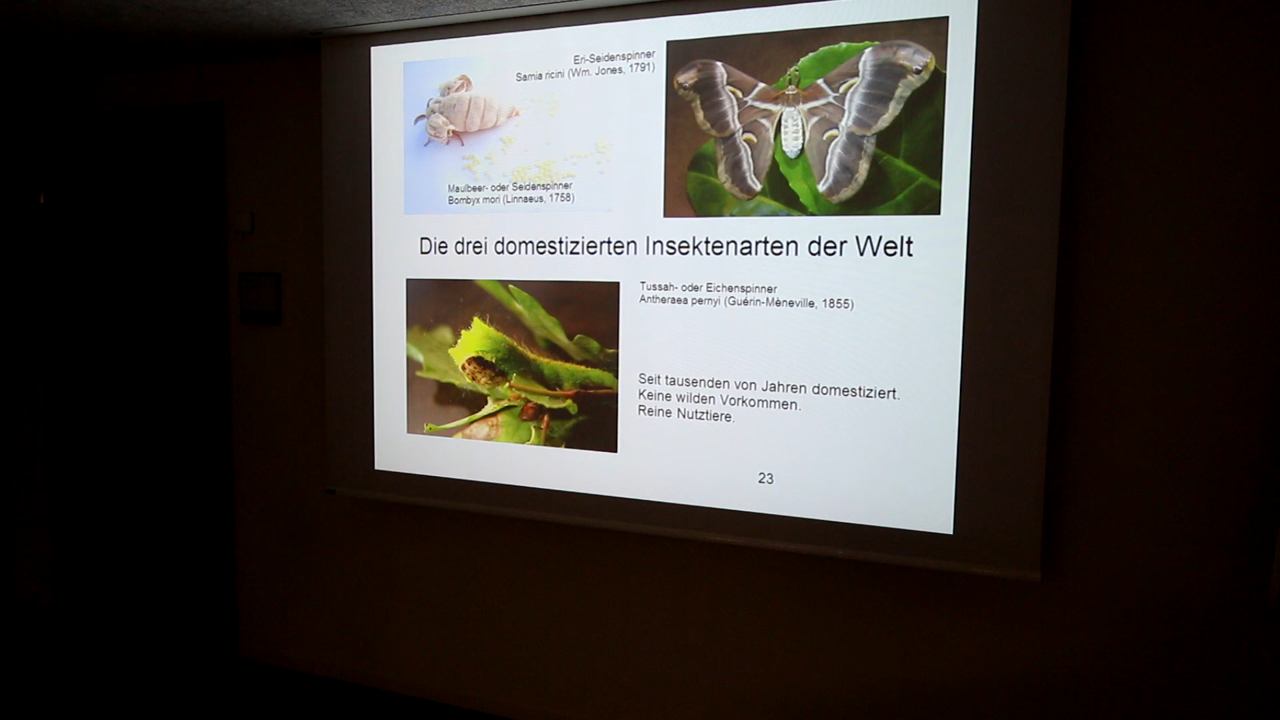 Eri-Seidenspinner
Samia ricini (Wm. Jones, 1791)
Maulbeer- oder Seidenspinner
Bombyx mori (Linnaeus, 1758)
Die drei domestizierten Insektenarten der Welt
Tussah- oder Eichenspinner
Antheraea pernyi (Guérin-Méneville, 1855)
Seit tausenden von Jahren domestiziert.
Keine wilden Vorkommen.
Reine Nutztiere.
23